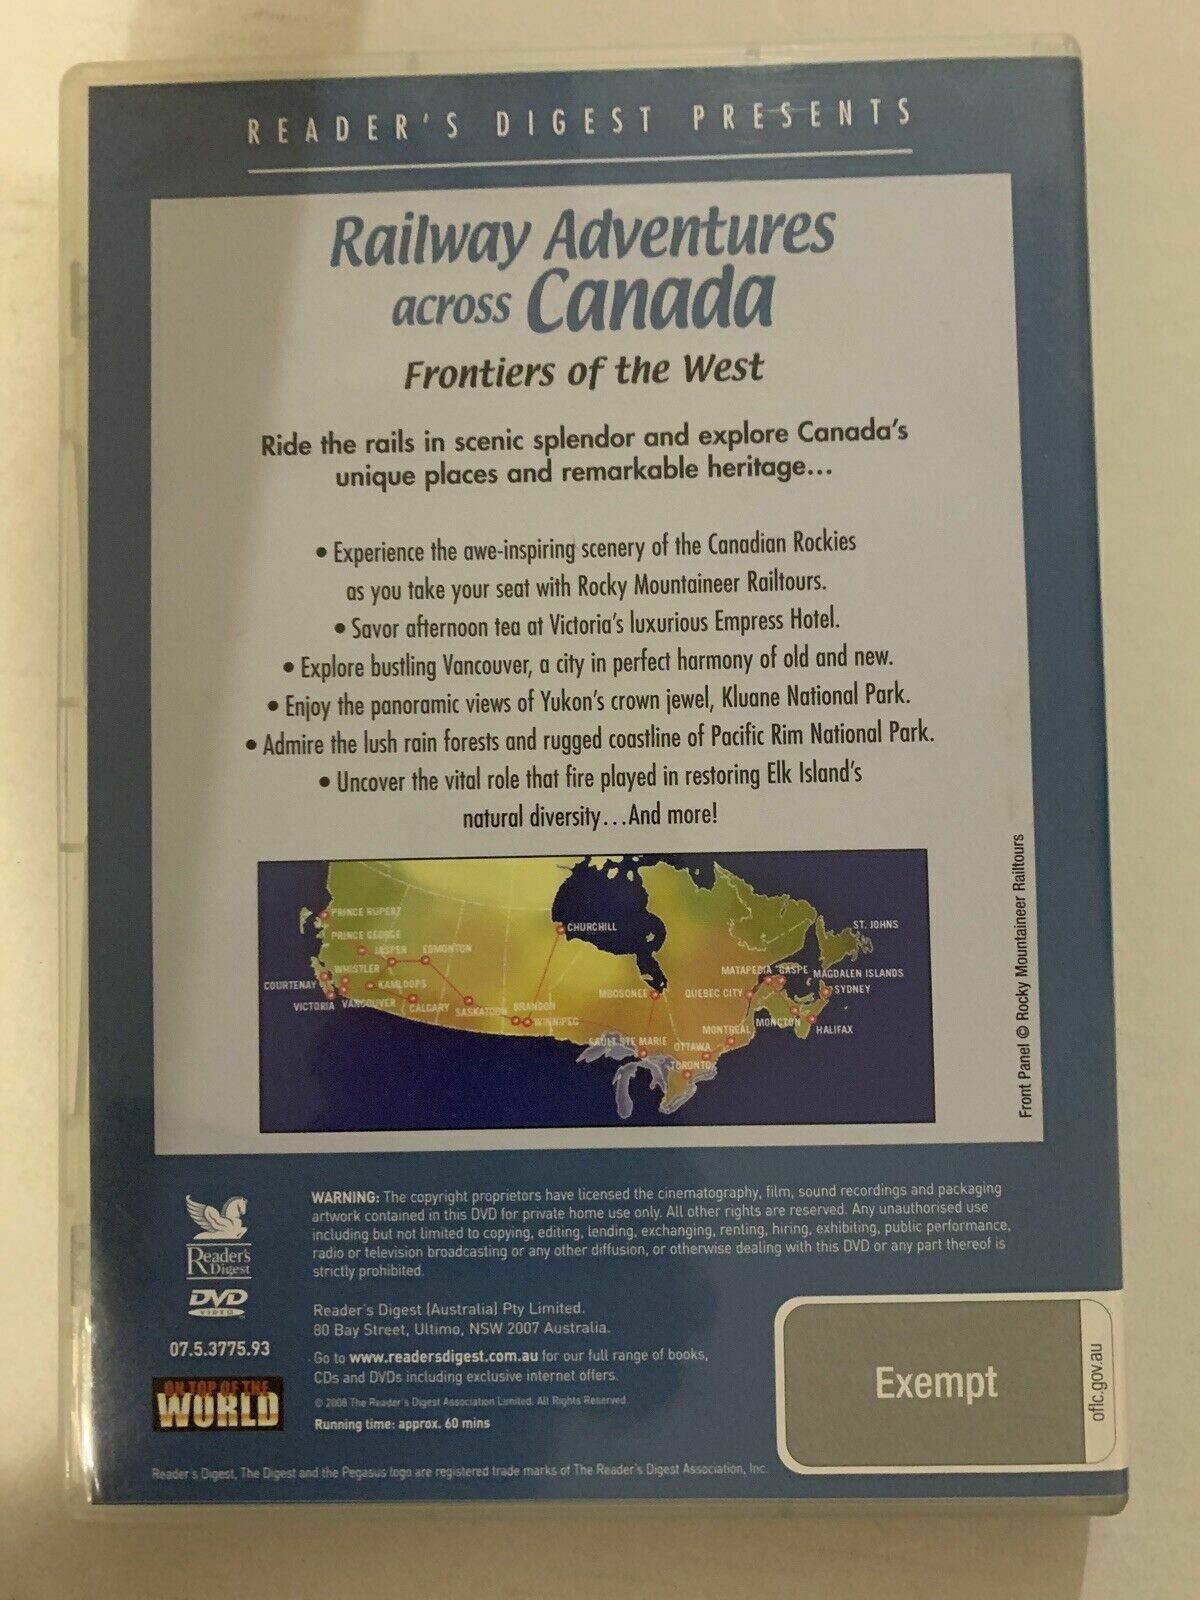 READER'S DIGEST PRESENTS
Railway Adventures
across Canada
Frontiers of the West
Ride the rails in scenic splendor and explore Canada's
unique places and remarkable heritage...
• Experience the awe-inspiring scenery of the Canadian Rockies
as you take your seat with Rocky Mountaineer Railtours.
• Savor afternoon tea at Victoria's luxurious Empress Hotel.
• Explore bustling Vancouver, a city in perfect harmony of old and new.
• Enjoy the panoramic views of Yukon's crown jewel, Kluane National Park.
• Admire the lush rain forests and rugged coastline of Pacific Rim National Park.
• Uncover the vital role that fire played in restoring Elk Island's
natural diversity...And more!
PRINCE RUPERT
PRINCE GEORGE
JASPER
EDMONTON
WHISTLER
COURTENAY
KAMLOOPS
VICTORIA
VANCOUVER
CALGARY
SASKATOON
BRANDON
WINNIPEG
CHURCHILL
MOOSONEE
SAULT STE MARIE
OTTAWA
TORONTO
MONTREAL
QUEBEC CITY
MATAPEDIA
GASPE
MAGDALEN ISLANDS
ST. JOHNS
SYDNEY
MONCTON
HALIFAX
Front Panel © Rocky Mountaineer Railtours
WARNING: The copyright proprietors have licensed the cinematography, film, sound recordings and packaging
artwork contained in this DVD for private home use only. All other rights are reserved. Any unauthorised use
including but not limited to copying, editing, lending, exchanging, renting, hiring, exhibiting, public performance,
radio or television broadcasting or any other diffusion, or otherwise dealing with this DVD or any part thereof is
strictly prohibited.
Reader's
Digest
DVD
VIDEO
07.5.3775.93
ON TOP OF THE
WORLD
Reader's Digest (Australia) Pty Limited.
80 Bay Street, Ultimo, NSW 2007 Australia.
Go to www.readersdigest.com.au for our full range of books,
CDs and DVDs including exclusive internet offers.
© 2008 The Reader's Digest Association Limited. All Rights Reserved.
Running time: approx. 60 mins
Exempt
oflc.gov.au
Reader's Digest, The Digest and the Pegasus logo are registered trade marks of The Reader's Digest Association, Inc.